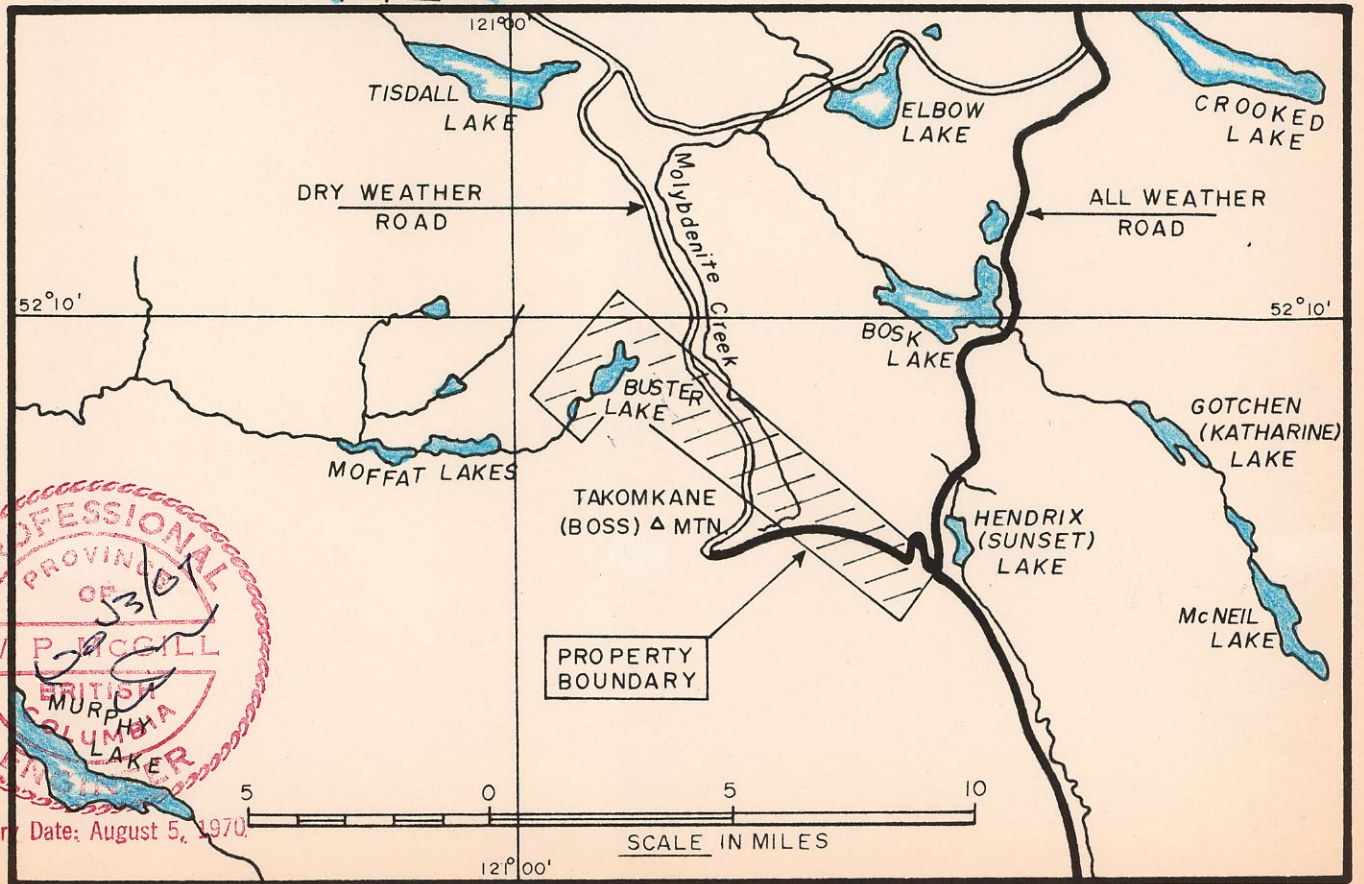 121°00'
TISDALL
LAKE
ELBOW
LAKE
CROOKED
LAKE
DRY WEATHER
ROAD
Molybdenite Creek
ALL WEATHER
ROAD
52°10'
52°10'
BOSK
LAKE
BUSTER
LAKE
GOTCHEN
(KATHARINE)
LAKE
MOFFAT LAKES
TAKOMKANE
(BOSS) △ MTN.
HENDRIX
(SUNSET)
LAKE
McNEIL
LAKE
PROPERTY
BOUNDARY
OFESSIONAL
PROVINCE
OF
P. McGILL
BRITISH
COLUMBIA
MURPHY
LAKE
5 0 5 10
Date: August 5, 1970
SCALE IN MILES
121°00'